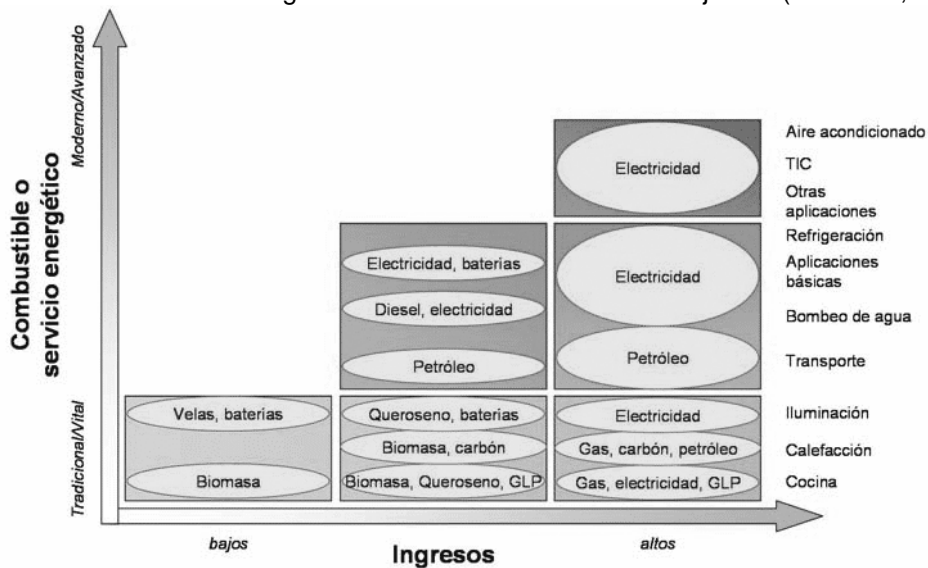 Moderno/Avanzado
Combustible o
servicio energético
Tradicional/Vital
Electricidad
Aire acondicionado
TIC
Otras
aplicaciones
Electricidad, baterías
Diesel, electricidad
Petróleo
Electricidad
Petróleo
Refrigeración
Aplicaciones
básicas
Bombeo de agua
Transporte
Velas, baterías
Queroseno, baterías
Electricidad
Iluminación
Biomasa, carbón
Gas, carbón, petróleo
Calefacción
Biomasa
Biomasa, Queroseno, GLP
Gas, electricidad, GLP
Cocina
bajos
Ingresos
altos